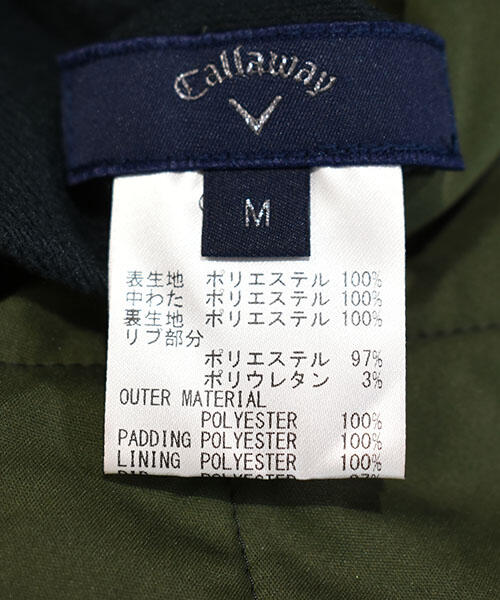 Callaway
M
表生地 ポリエステル 100%
中わた ポリエステル 100%
裏生地 ポリエステル 100%
リブ部分
ポリエステル 97%
ポリウレタン 3%
OUTER MATERIAL
POLYESTER 100%
PADDING POLYESTER 100%
LINING POLYESTER 100%